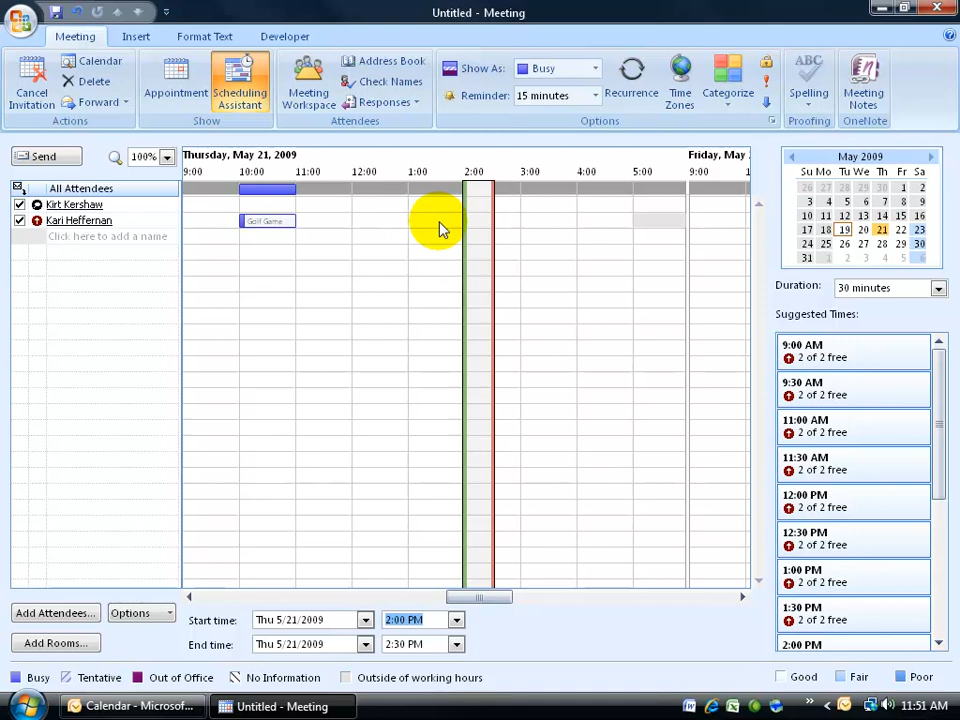 Untitled - Meeting
Meeting Insert Format Text Developer
Cancel Invitation
Calendar
Delete
Forward
Actions
Appointment
Scheduling Assistant
Show
Meeting Workspace
Address Book
Check Names
Responses
Attendees
Show As: Busy
Reminder: 15 minutes
Recurrence
Time Zones
Categorize
Options
ABC
Spelling
Proofing
Meeting Notes
OneNote
Send 100%
Thursday, May 21, 2009 Friday, May
9:00 10:00 11:00 12:00 1:00 2:00 3:00 4:00 5:00 9:00 1
All Attendees
Kirt Kershaw
Kari Heffernan
Golf Game
Click here to add a name
May 2009
Su Mo Tu We Th Fr Sa
26 27 28 29 30 1 2
3 4 5 6 7 8 9
10 11 12 13 14 15 16
17 18 19 20 21 22 23
24 25 26 27 28 29 30
31 1 2 3 4 5 6
Duration: 30 minutes
Suggested Times:
9:00 AM
2 of 2 free
9:30 AM
2 of 2 free
11:00 AM
2 of 2 free
11:30 AM
2 of 2 free
12:00 PM
2 of 2 free
12:30 PM
2 of 2 free
1:00 PM
2 of 2 free
1:30 PM
2 of 2 free
2:00 PM
Add Attendees... Options
Add Rooms...
Start time: Thu 5/21/2009 2:00 PM
End time: Thu 5/21/2009 2:30 PM
Busy Tentative Out of Office No Information Outside of working hours Good Fair Poor
Calendar - Microsof... Untitled - Meeting 11:51 AM